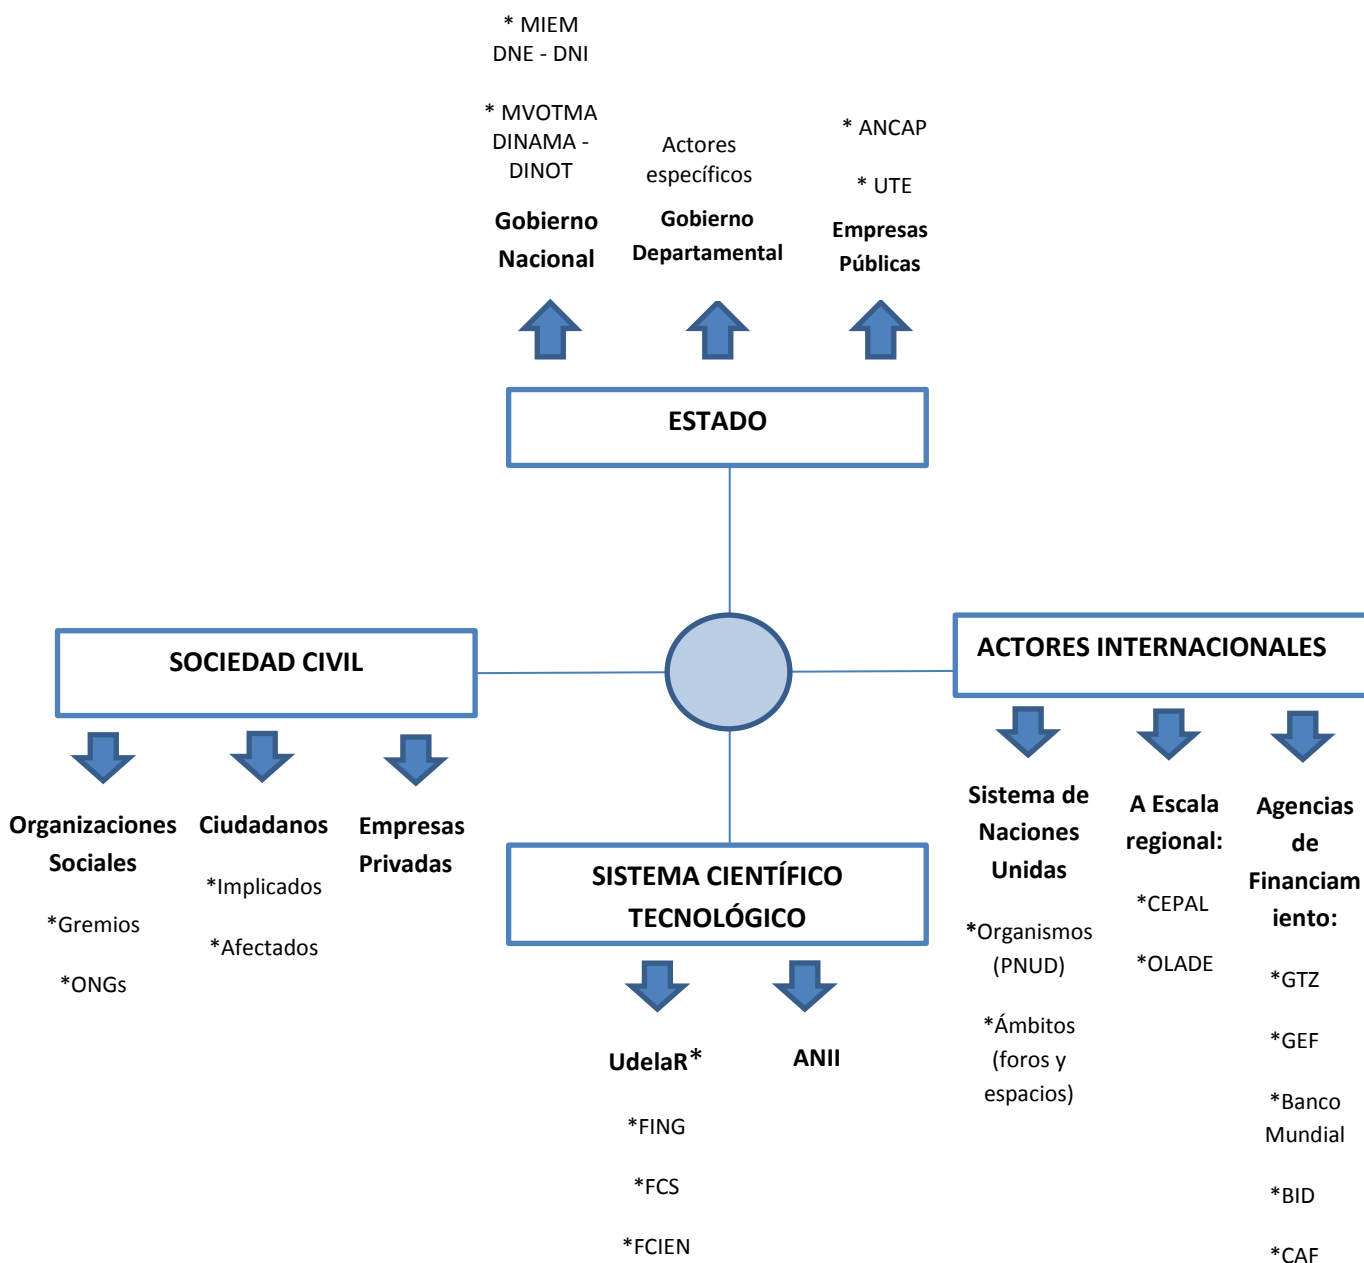 * MIEM
DNE - DNI
* MVOTMA
DINAMA -
DINOT
Gobierno
Nacional
Actores
específicos
Gobierno
Departamental
* ANCAP
* UTE
Empresas
Públicas
ESTADO
SOCIEDAD CIVIL
ACTORES INTERNACIONALES
Organizaciones
Sociales
*Gremios
*ONGs
Ciudadanos
*Implicados
*Afectados
Empresas
Privadas
SISTEMA CIENTÍFICO
TECNOLÓGICO
UdelaR*
*FING
*FCS
*FCIEN
ANII
Sistema de
Naciones
Unidas
*Organismos
(PNUD)
*Ámbitos
(foros y
espacios)
A Escala
regional:
*CEPAL
*OLADE
Agencias
de
Financiam
iento:
*GTZ
*GEF
*Banco
Mundial
*BID
*CAF